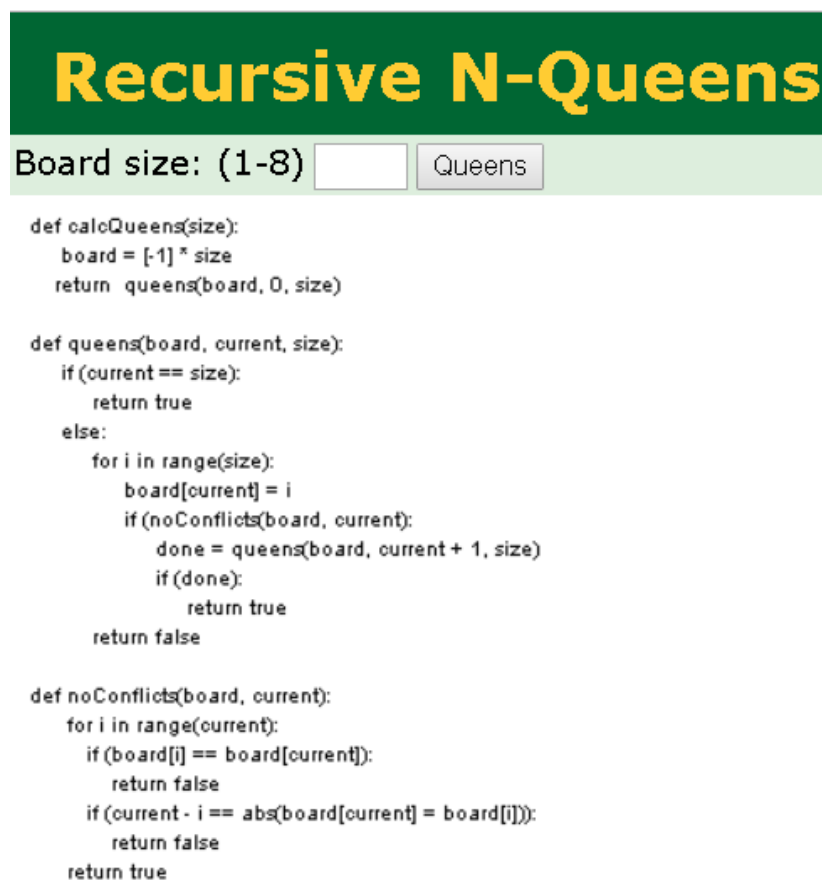 Recursive N-Queens
Board size: (1-8) Queens
def calcQueens(size):
board = [-1] * size
return queens(board, 0, size)
def queens(board, current, size):
if (current == size):
return true
else:
for i in range(size):
board[current] = i
if (noConflicts(board, current):
done = queens(board, current + 1, size)
if (done):
return true
return false
def noConflicts(board, current):
for i in range(current):
if (board[i] == board[current]):
return false
if (current - i == abs(board[current] = board[i])):
return false
return true